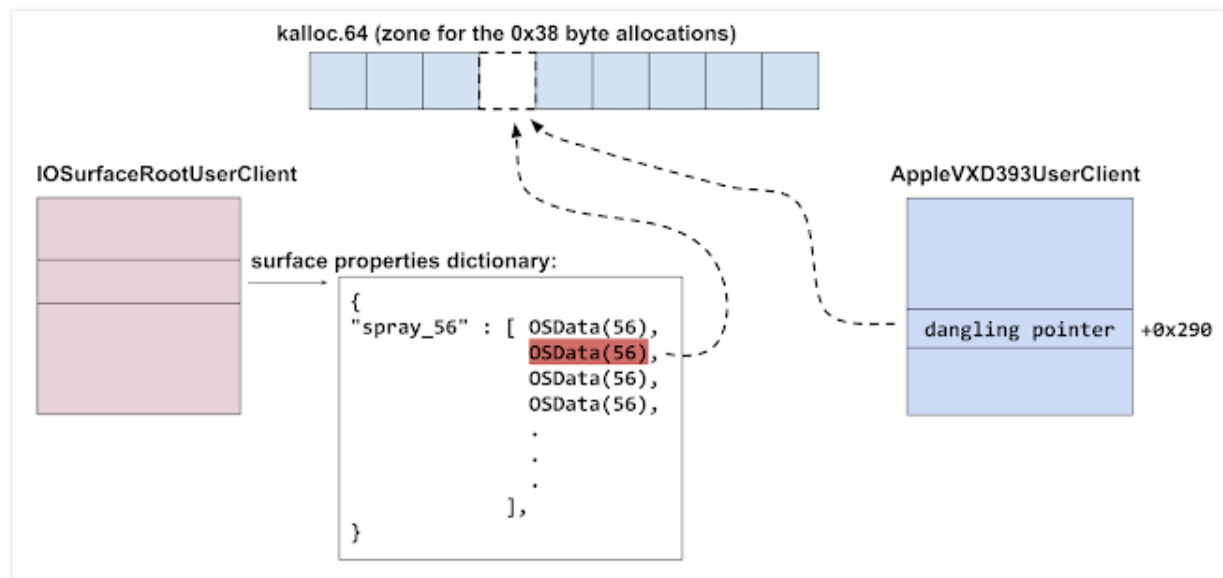 kalloc.64 (zone for the 0x38 byte allocations)
IOSurfaceRootUserClient
AppleVXD393UserClient
surface properties dictionary:
{
"spray_56" : [ OSData(56),
OSData(56),
OSData(56),
OSData(56),
.
.
.
],
}
dangling pointer
+0x290